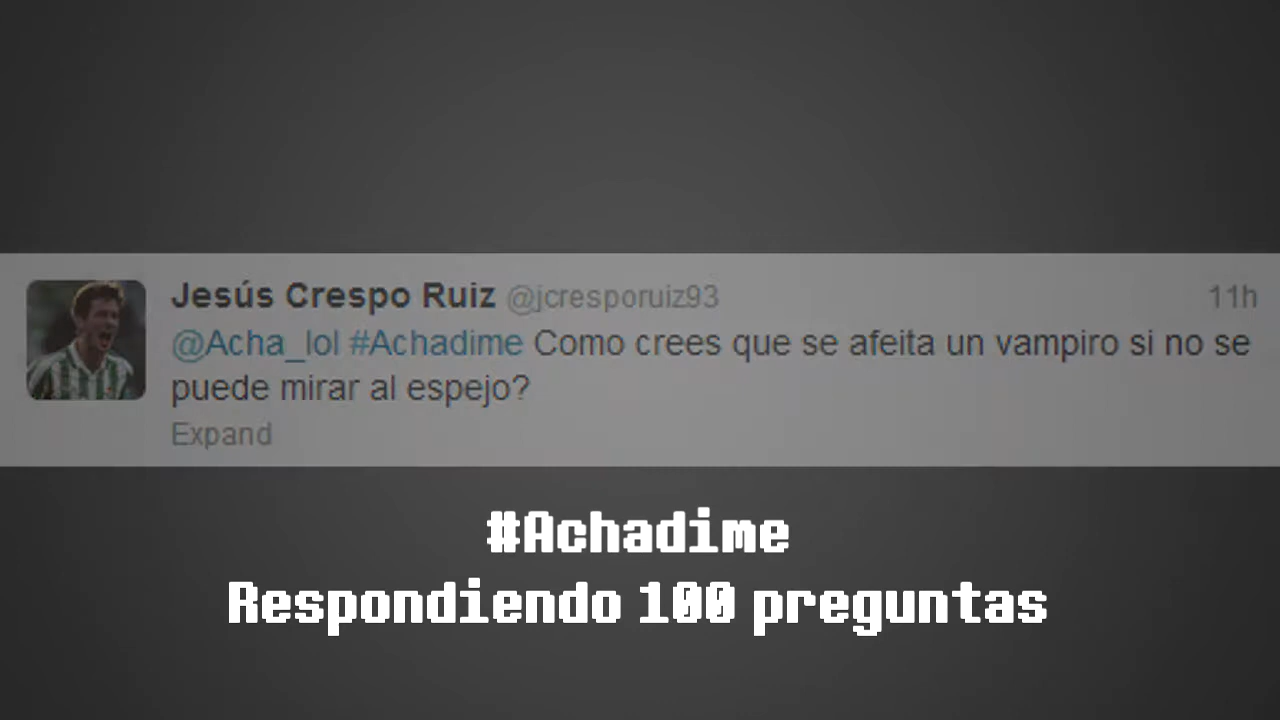 Jesús Crespo Ruiz @jcresporuiz93 11h
@Acha_lol #Achadime Como crees que se afeita un vampiro si no se
puede mirar al espejo?
Expand
#Achadime
Respondiendo 100 preguntas